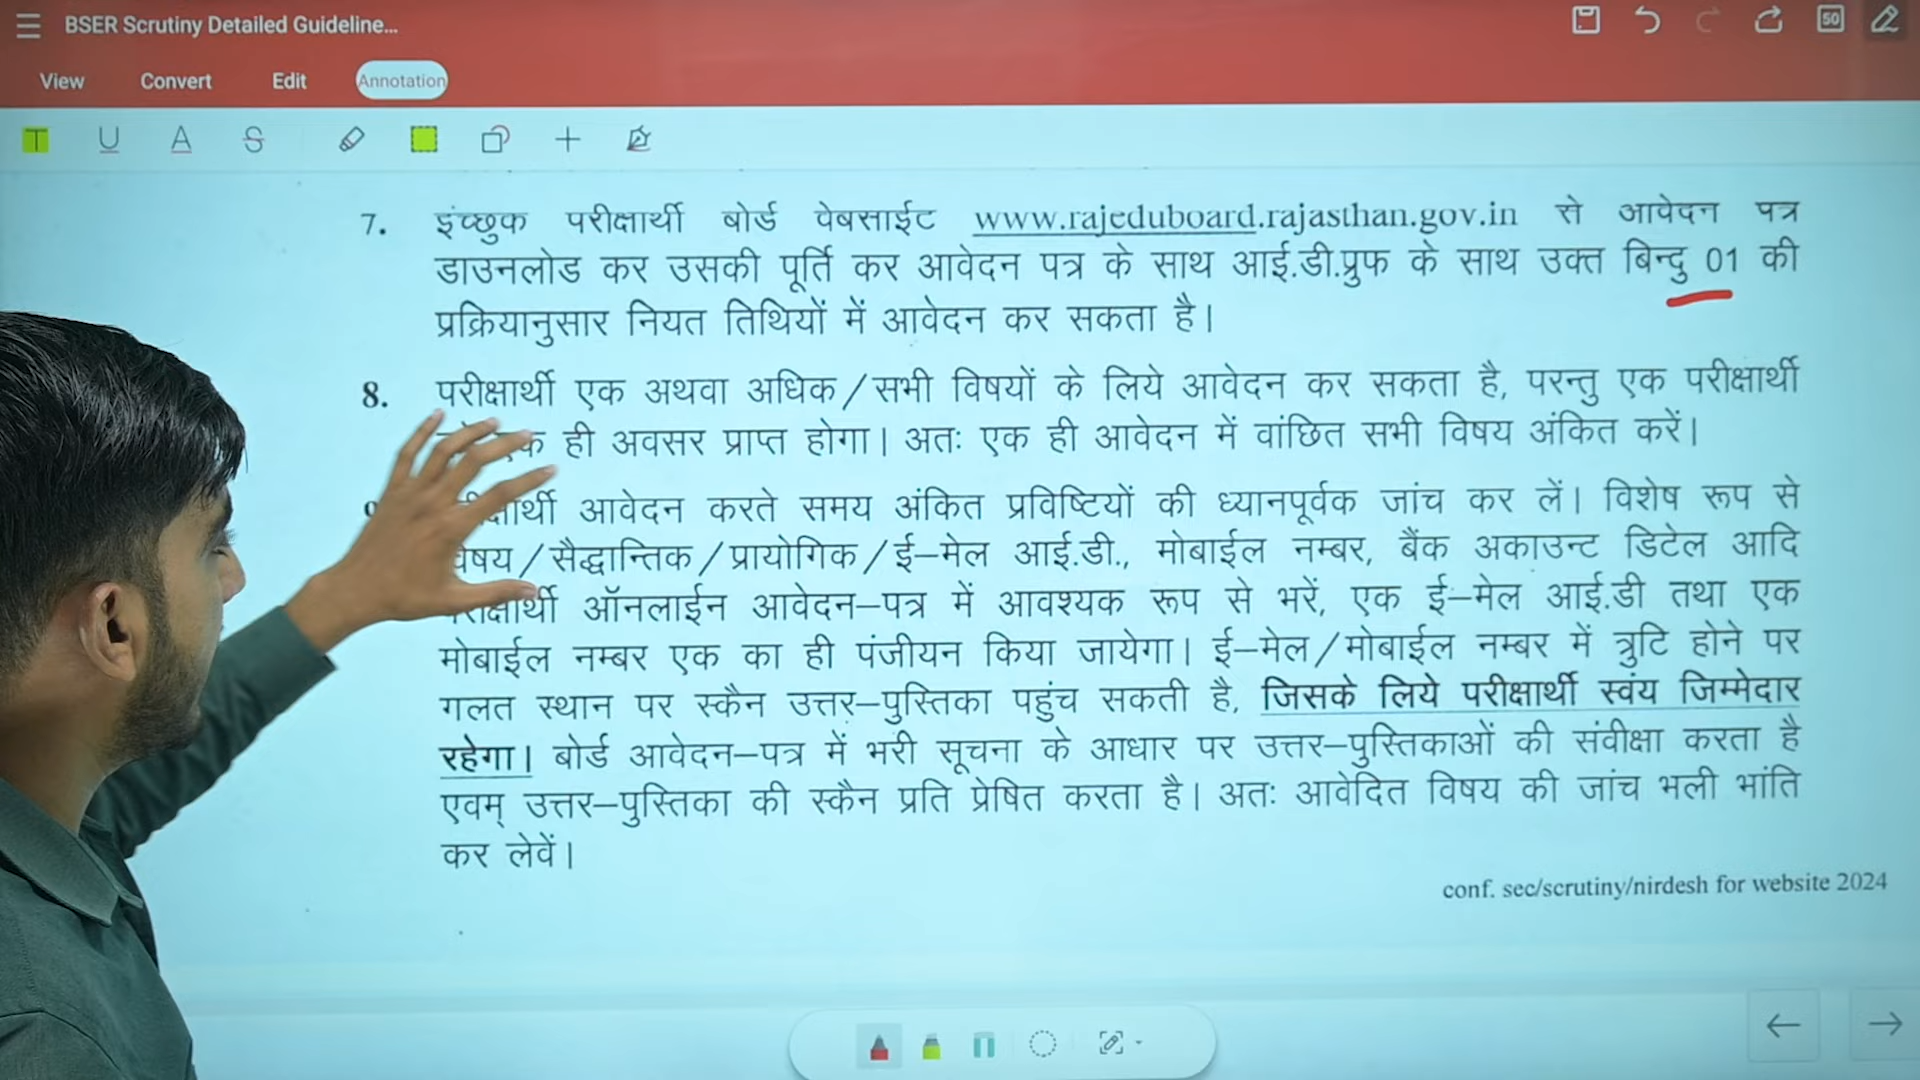 BSER Scrutiny Detailed Guideline...
50
View Convert Edit Annotation
T U A S
7. इंच्छुक परीक्षार्थी बोर्ड वेबसाईट www.rajeduboard.rajasthan.gov.in से आवेदन पत्र
डाउनलोड कर उसकी पूर्ति कर आवेदन पत्र के साथ आई.डी.प्रुफ के साथ उक्त बिन्दु 01 की
प्रक्रियानुसार नियत तिथियों में आवेदन कर सकता है।
8. परीक्षार्थी एक अथवा अधिक/सभी विषयों के लिये आवेदन कर सकता है, परन्तु एक परीक्षार्थी
ही अवसर प्राप्त होगा। अतः एक ही आवेदन में वांछित सभी विषय अंकित करें।
आवेदन करते समय अंकित प्रविष्टियों की ध्यानपूर्वक जांच कर लें। विशेष रूप से
/सैद्धान्तिक/प्रायोगिक/ई–मेल आई.डी., मोबाईल नम्बर, बैंक अकाउन्ट डिटेल आदि
ऑनलाईन आवेदन–पत्र में आवश्यक रूप से भरें, एक ई–मेल आई.डी तथा एक
मोबाईल नम्बर एक का ही पंजीयन किया जायेगा। ई–मेल/मोबाईल नम्बर में त्रुटि होने पर
गलत स्थान पर स्कैन उत्तर–पुस्तिका पहुंच सकती है, जिसके लिये परीक्षार्थी स्वंय जिम्मेदार
रहेगा। बोर्ड आवेदन–पत्र में भरी सूचना के आधार पर उत्तर–पुस्तिकाओं की संवीक्षा करता है
एवम् उत्तर–पुस्तिका की स्कैन प्रति प्रेषित करता है। अतः आवेदित विषय की जांच भली भांति
कर लेवें।
conf. sec/scrutiny/nirdesh for website 2024